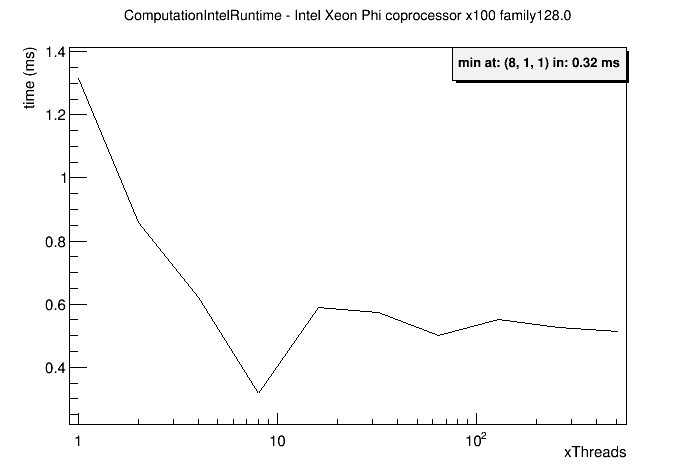 ComputationIntelRuntime - Intel Xeon Phi coprocessor x100 family128.0
time (ms)
min at: (8, 1, 1) in: 0.32 ms
1.4
1.2
1
0.8
0.6
0.4
1 10 10²
xThreads